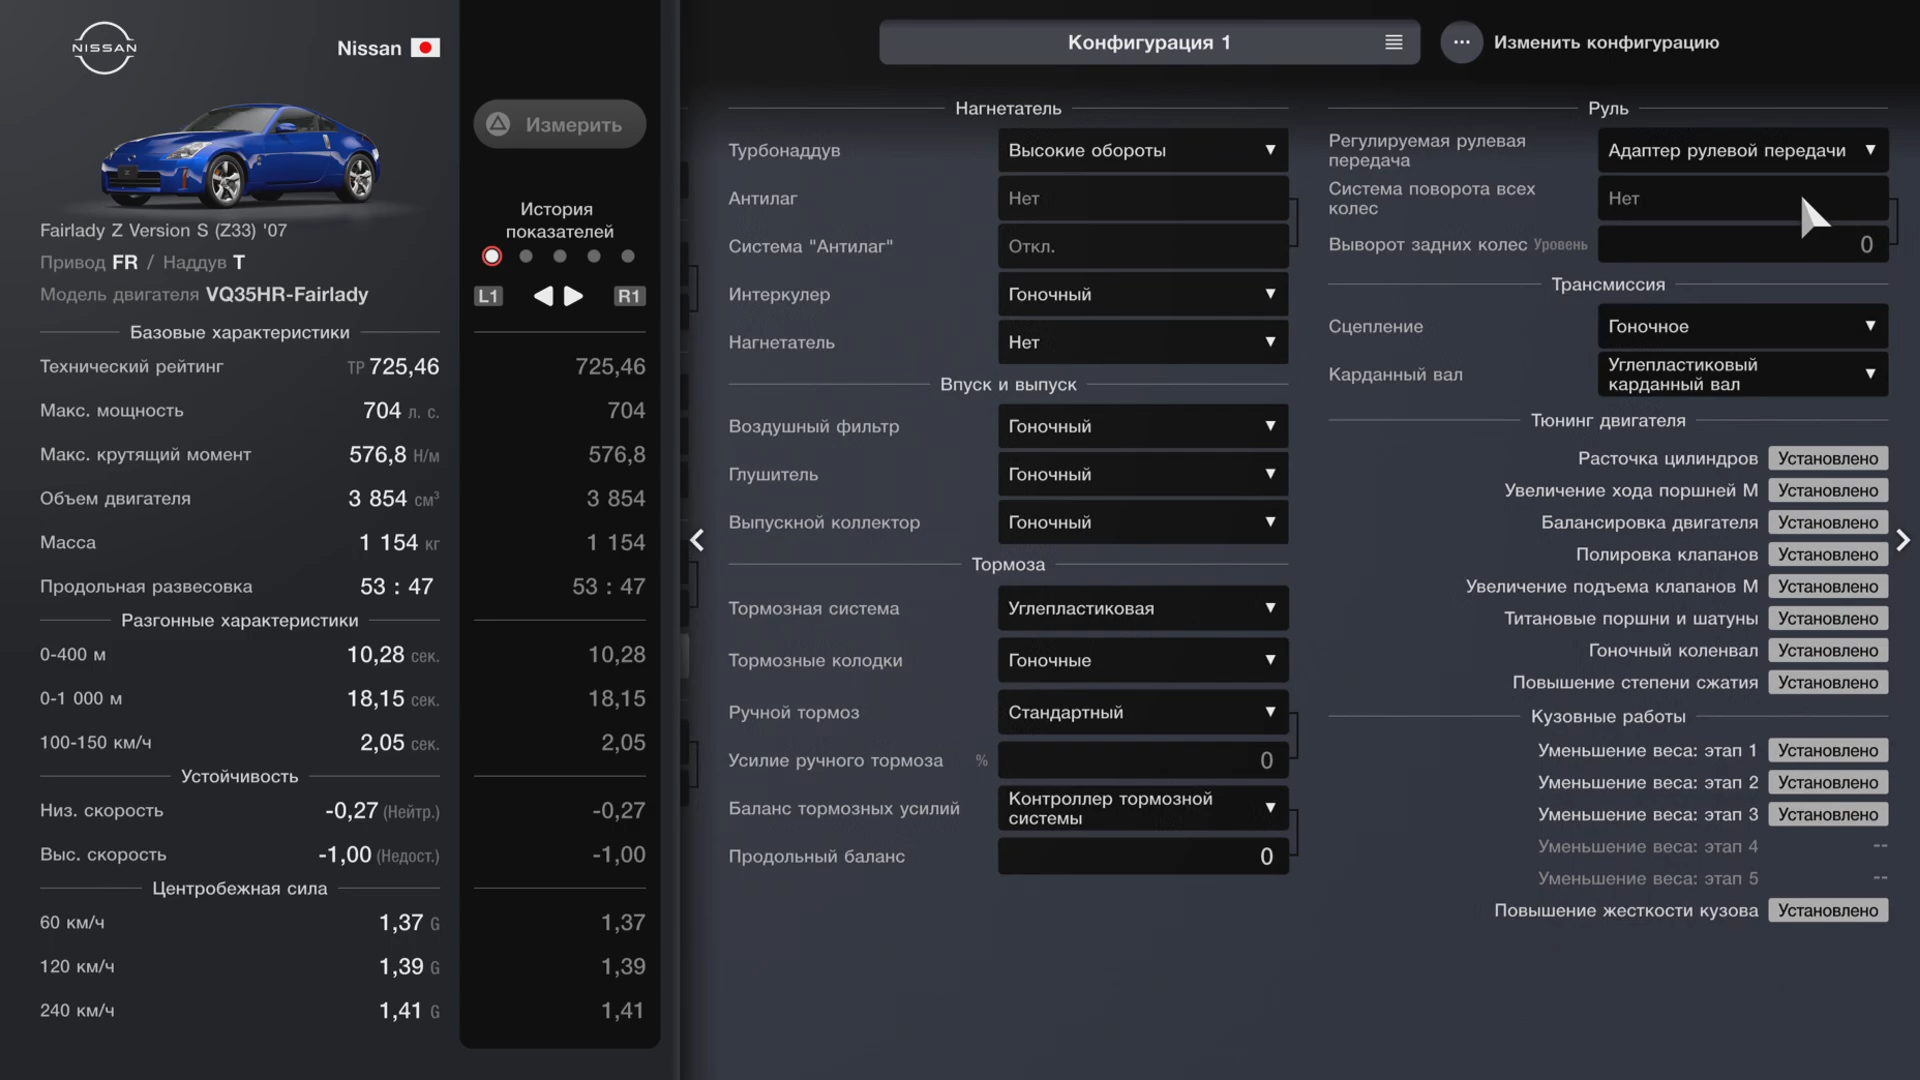 NISSAN
Nissan
Fairlady Z Version S (Z33) '07
Привод FR / Наддув T
Модель двигателя VQ35HR-Fairlady
Базовые характеристики
Технический рейтинг ТР 725,46
Макс. мощность 704 л. с.
Макс. крутящий момент 576,8 Н/м
Объем двигателя 3 854 см³
Масса 1 154 кг
Продольная развесовка 53 : 47
Разгонные характеристики
0-400 м 10,28 сек.
0-1 000 м 18,15 сек.
100-150 км/ч 2,05 сек.
Устойчивость
Низ. скорость -0,27 (Нейтр.)
Выс. скорость -1,00 (Недост.)
Центробежная сила
60 км/ч 1,37 G
120 км/ч 1,39 G
240 км/ч 1,41 G
Измерить
История
показателей
L1 R1
725,46
704
576,8
3 854
1 154
53 : 47
10,28
18,15
2,05
-0,27
-1,00
1,37
1,39
1,41
Конфигурация 1
Изменить конфигурацию
Нагнетатель
Турбонаддув Высокие обороты
Антилаг Нет
Система "Антилаг" Откл.
Интеркулер Гоночный
Нагнетатель Нет
Впуск и выпуск
Воздушный фильтр Гоночный
Глушитель Гоночный
Выпускной коллектор Гоночный
Тормоза
Тормозная система Углепластиковая
Тормозные колодки Гоночные
Ручной тормоз Стандартный
Усилие ручного тормоза % 0
Баланс тормозных усилий Контроллер тормозной
системы
Продольный баланс 0
Руль
Регулируемая рулевая
передача Адаптер рулевой передачи
Система поворота всех
колес Нет
Выворот задних колес Уровень 0
Трансмиссия
Сцепление Гоночное
Карданный вал Углепластиковый
карданный вал
Тюнинг двигателя
Расточка цилиндров Установлено
Увеличение хода поршней M Установлено
Балансировка двигателя Установлено
Полировка клапанов Установлено
Увеличение подъема клапанов M Установлено
Титановые поршни и шатуны Установлено
Гоночный коленвал Установлено
Повышение степени сжатия Установлено
Кузовные работы
Уменьшение веса: этап 1 Установлено
Уменьшение веса: этап 2 Установлено
Уменьшение веса: этап 3 Установлено
Уменьшение веса: этап 4 --
Уменьшение веса: этап 5 --
Повышение жесткости кузова Установлено